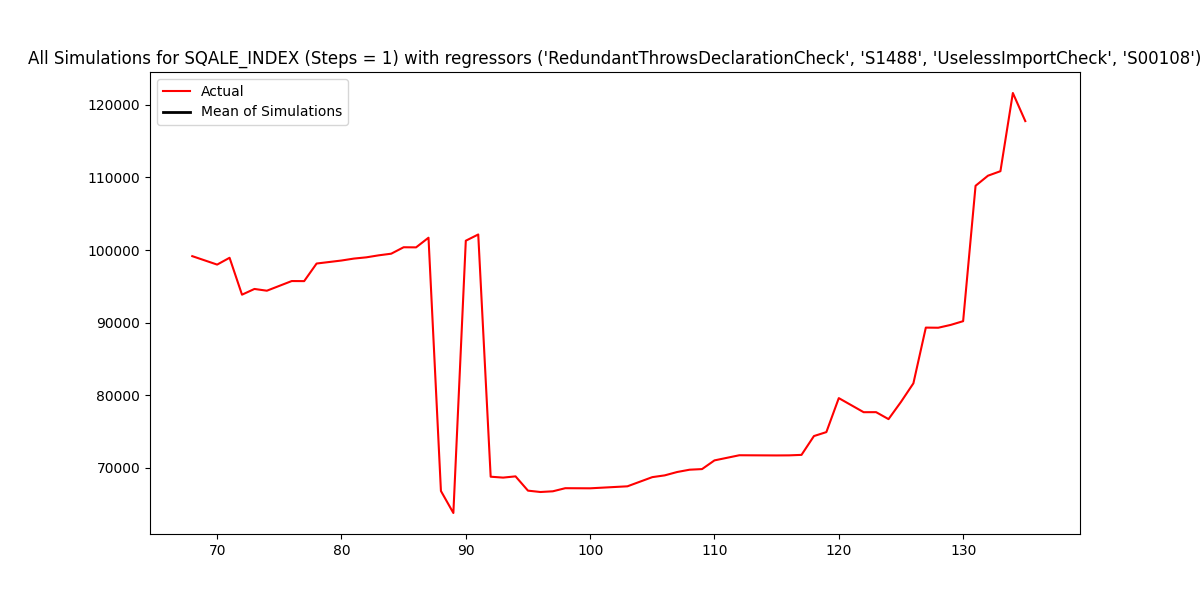 All Simulations for SQALE_INDEX (Steps = 1) with regressors ('RedundantThrowsDeclarationCheck', 'S1488', 'UselessImportCheck', 'S00108')
Actual
Mean of Simulations
120000
110000
100000
90000
80000
70000
70 80 90 100 110 120 130